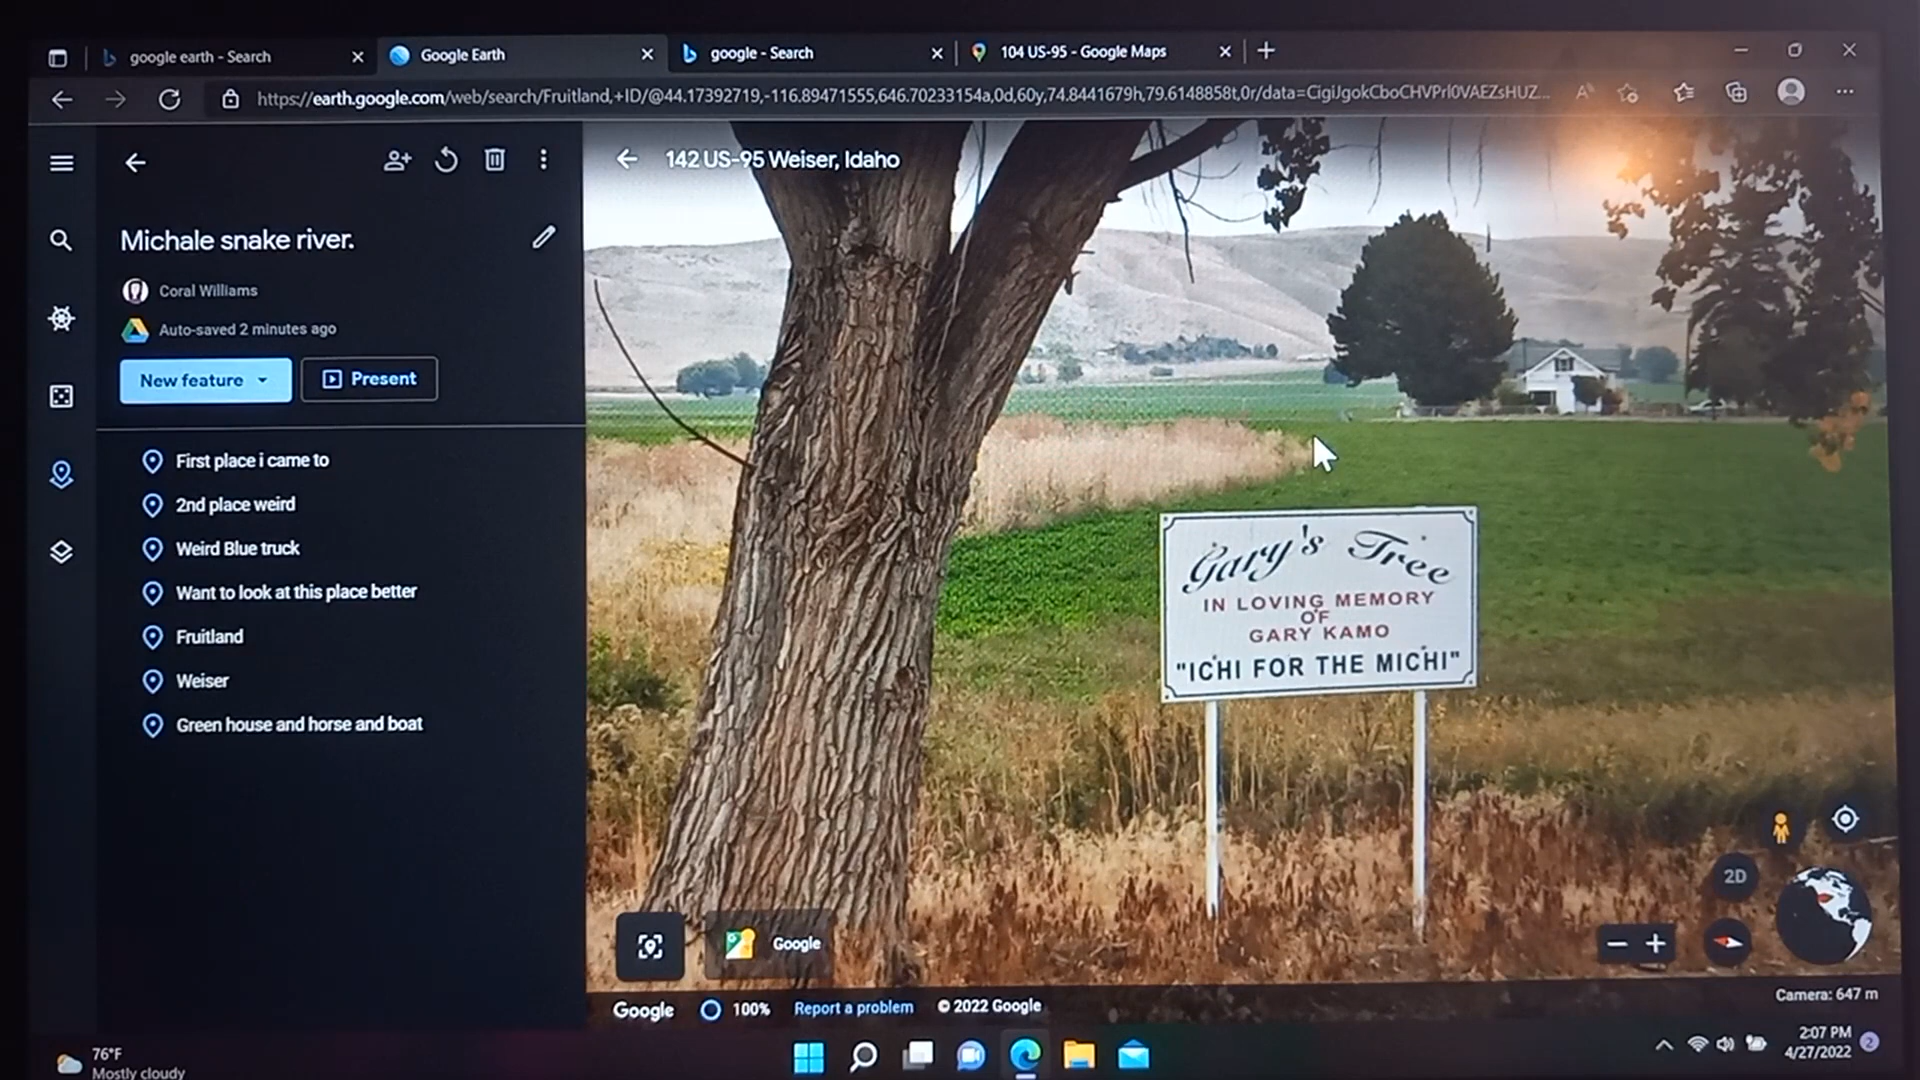 google earth - Search
Google Earth
google - Search
104 US-95 - Google Maps
https://earth.google.com/web/search/Fruitland,+ID/@44.17392719,-116.89471555,646.70233154a,0d,60y,74.8441679h,79.6148858t,0r/data=CigiJgokCboCHVPrl0VAEZsHUZ...
142 US-95 Weiser, Idaho
Michale snake river.
Coral Williams
Auto-saved 2 minutes ago
New feature
Present
First place i came to
2nd place weird
Weird Blue truck
Want to look at this place better
Fruitland
Weiser
Green house and horse and boat
Gary's Tree
IN LOVING MEMORY
OF
GARY KAMO
"ICHI FOR THE MICHI"
2D
Google
Google
100%
Report a problem
© 2022 Google
Camera: 647 m
76°F
Mostly cloudy
2:07 PM
4/27/2022
2